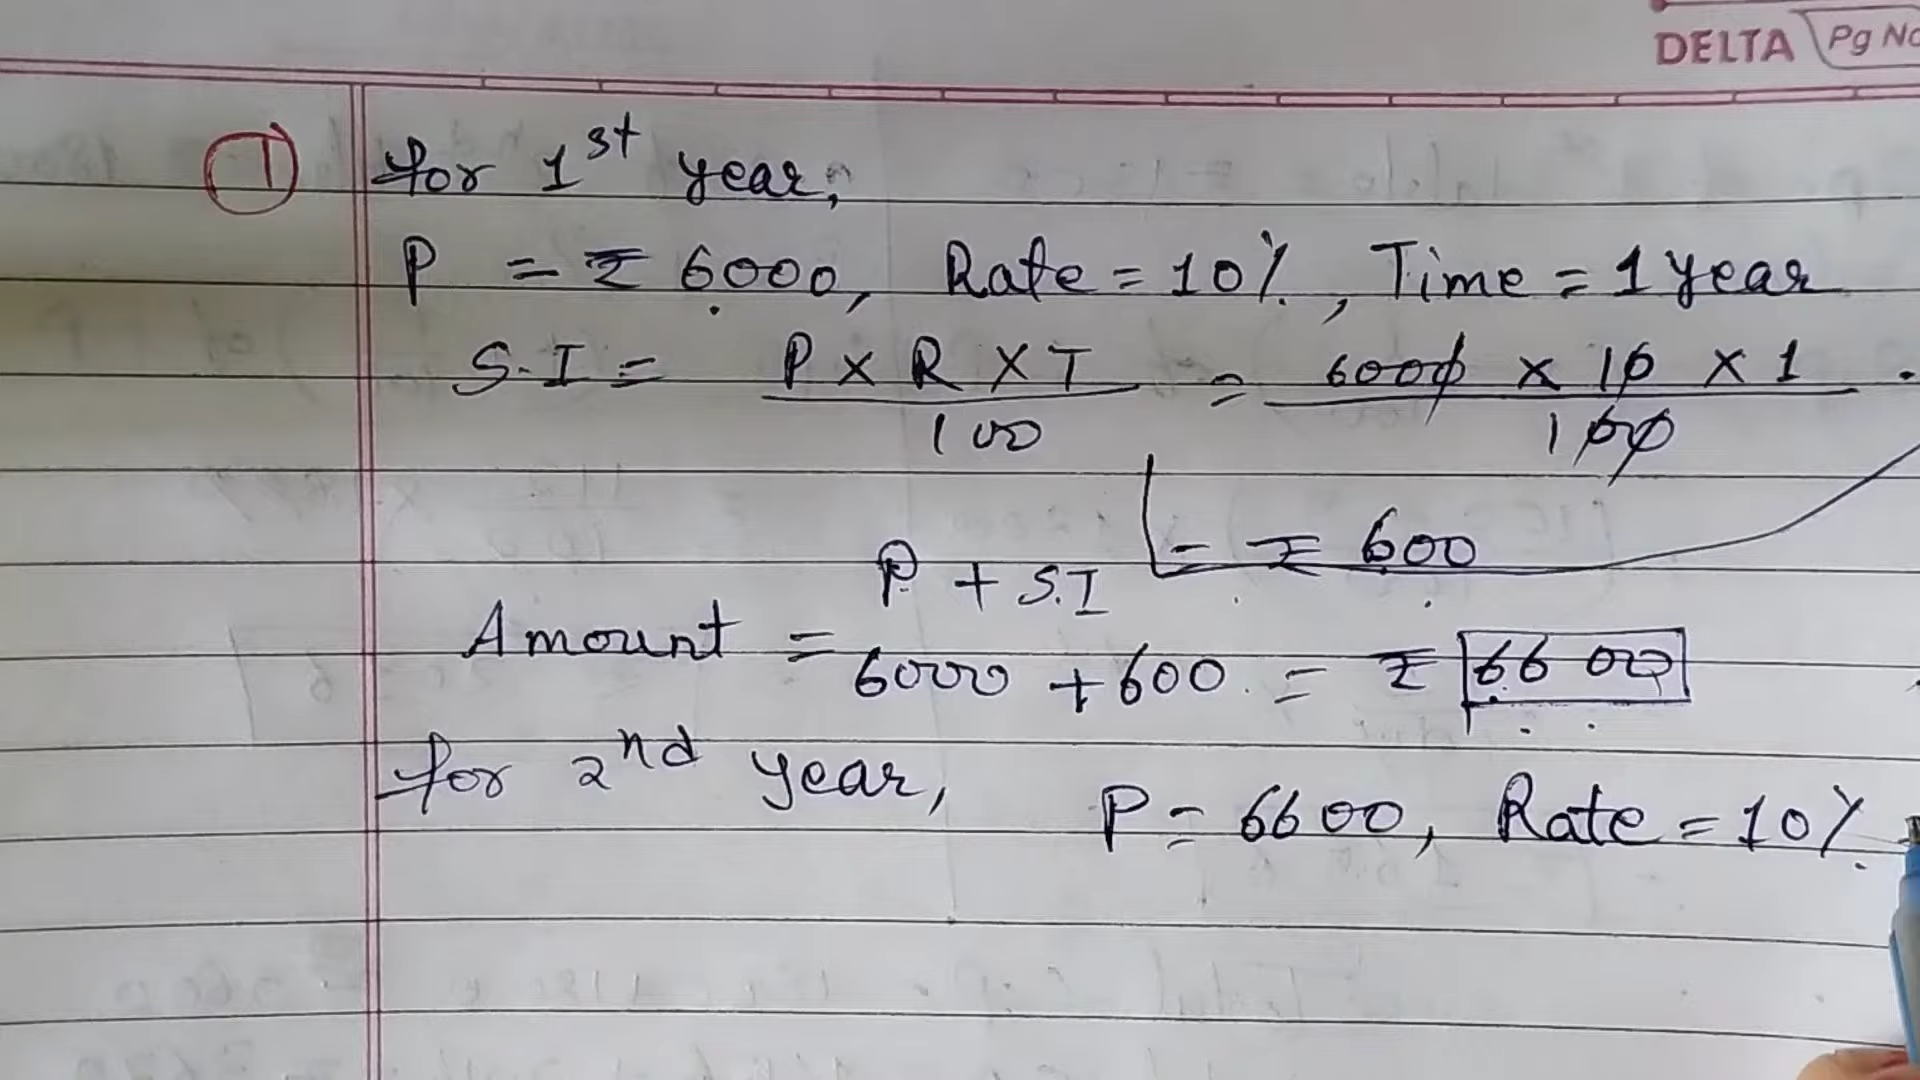 DELTA Pg No
1 for 1st year,
P = ₹ 6000, Rate = 10%, Time = 1 year
S.I = P × R × T / 100 = 6000 × 10 × 1 / 100
= ₹ 600
P + S.I
Amount = 6000 + 600 = ₹ 6600
for 2nd year, P = 6600, Rate = 10%